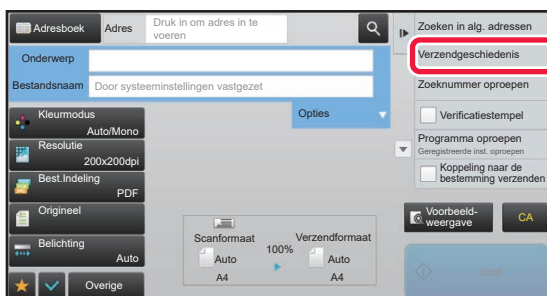 Adresboek
Adres
Druk in om adres in te
voeren
Onderwerp
Bestandsnaam
Door systeeminstellingen vastgezet
Opties
Kleurmodus
Auto/Mono
Resolutie
200x200dpi
Best.Indeling
PDF
Origineel
Belichting
Auto
Overige
Scanformaat
Auto
A4
100%
Verzendformaat
Auto
A4
Zoeken in alg. adressen
Verzendgeschiedenis
Zoeknummer oproepen
Verificatiestempel
Programma oproepen
Geregistreerde inst. oproepen
Koppeling naar de
bestemming verzenden
Voorbeeld-
weergave
CA
Start